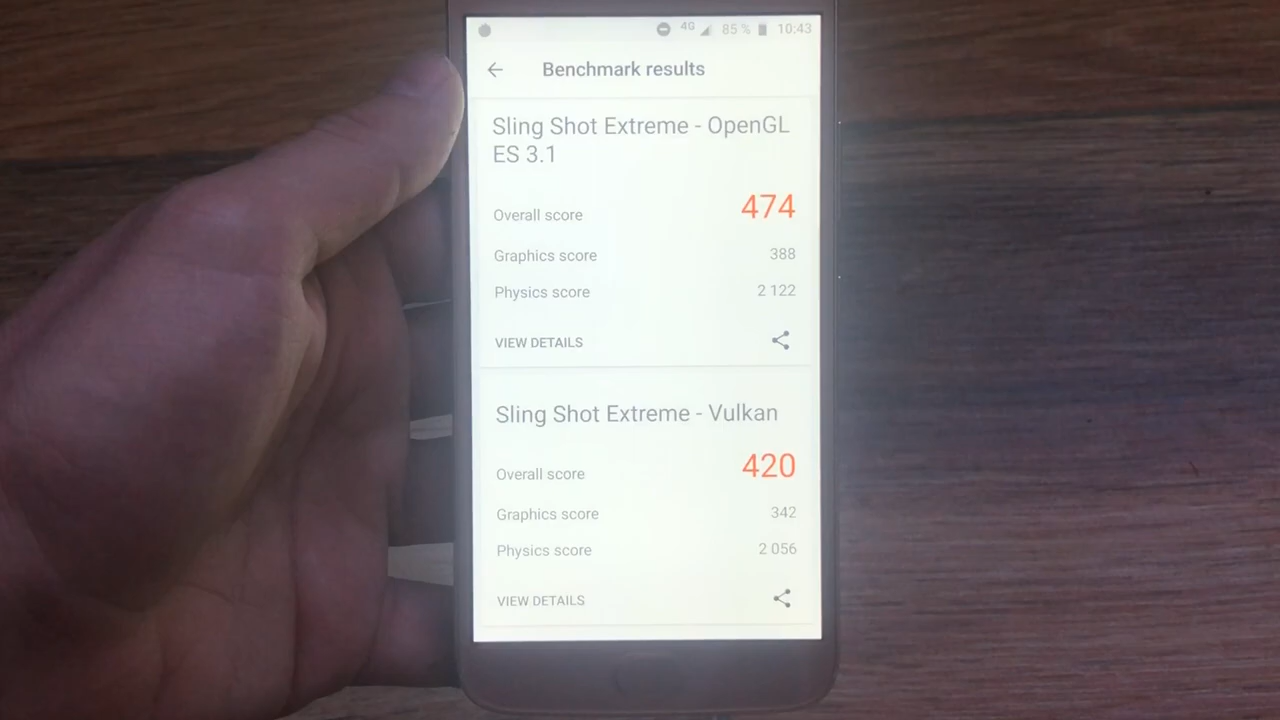 4G 85 % 10:43
Benchmark results
Sling Shot Extreme - OpenGL
ES 3.1
Overall score 474
Graphics score 388
Physics score 2 122
VIEW DETAILS
Sling Shot Extreme - Vulkan
Overall score 420
Graphics score 342
Physics score 2 056
VIEW DETAILS